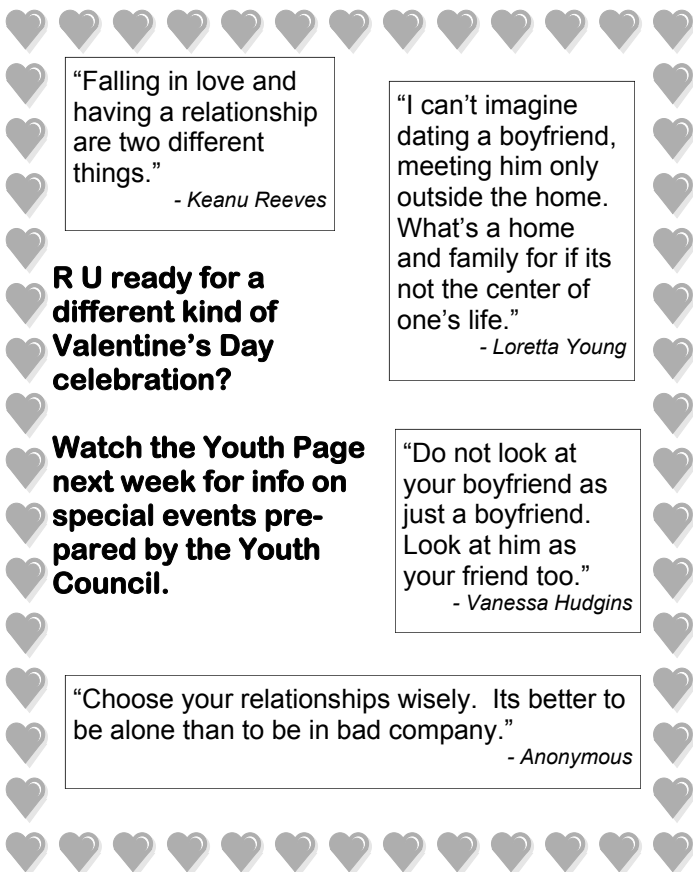 “Falling in love and
having a relationship
are two different
things.”
- Keanu Reeves
“I can’t imagine
dating a boyfriend,
meeting him only
outside the home.
What’s a home
and family for if its
not the center of
one’s life.”
- Loretta Young
R U ready for a
different kind of
Valentine’s Day
celebration?
Watch the Youth Page
next week for info on
special events pre-
pared by the Youth
Council.
“Do not look at
your boyfriend as
just a boyfriend.
Look at him as
your friend too.”
- Vanessa Hudgins
“Choose your relationships wisely.  Its better to
be alone than to be in bad company.”
- Anonymous